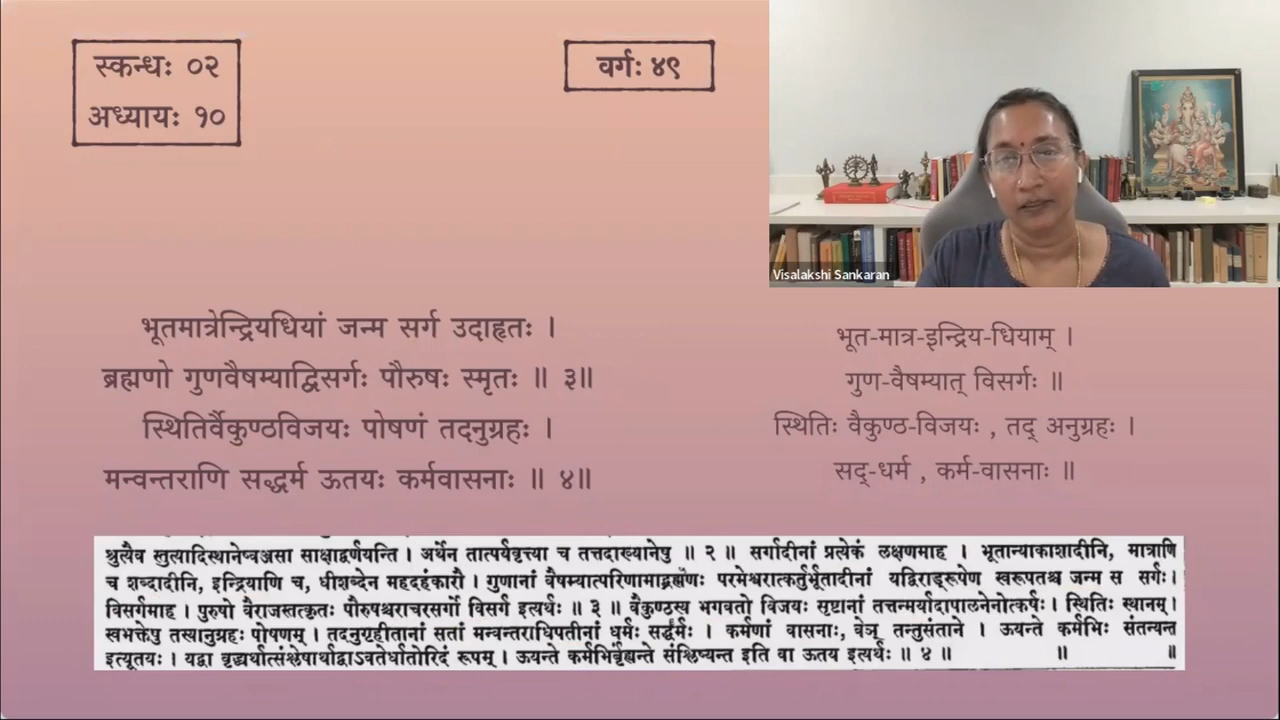 स्कन्धः ०२
अध्यायः १०
वर्गः ४९
Visalakshi Sankaran
भूतमात्रेन्द्रियधियां जन्म सर्ग उदाहृतः ।
ब्रह्मणो गुणवैषम्याद्विसर्गः पौरुषः स्मृतः ॥ ३॥
स्थितिर्वैकुण्ठविजयः पोषणं तदनुग्रहः ।
मन्वन्तराणि सद्धर्म ऊतयः कर्मवासनाः ॥ ४॥
भूत-मात्र-इन्द्रिय-धियाम् ।
गुण-वैषम्यात् विसर्गः ॥
स्थितिः वैकुण्ठ-विजयः , तद् अनुग्रहः ।
सद्-धर्म , कर्म-वासनाः ॥
श्रुत्यैव स्तुत्यादिस्थानेष्वञ्जसा साक्षाद्वर्णयन्ति । अर्थेन तात्पर्यवृत्त्या च तत्तदाख्यानेषु ॥ २ ॥ सर्गादीनां प्रत्येकं लक्षणमाह । भूतान्याकाशादीनि, मात्राणि
च शब्दादीनि, इन्द्रियाणि च, धीशब्देन महदहंकारौ । गुणानां वैषम्यात्परिणामाद्ब्रह्मणः परमेश्वरात्कर्तुर्भूतादीनां यद्विराड्रूपेण स्वरूपतश्च जन्म स सर्गः।
विसर्गमाह । पुरुषो वैराजस्तत्कृतः पौरुषश्चराचरसर्गो विसर्ग इत्यर्थः ॥ ३ ॥ वैकुण्ठस्य भगवतो विजयः सृष्टानां तत्तन्मर्यादापालनेनोत्कर्षः। स्थितिः स्थानम्।
स्वभक्तेषु तस्यानुग्रहः पोषणम् । तदनुगृहीतानां सतां मन्वन्तराधिपतीनां धर्मः सद्धर्मः । कर्मणां वासनाः, वेञ् तन्तुसंताने । ऊयन्ते कर्मभिः संतन्यन्त
इत्यूतयः । यद्वा वृद्ध्यर्थात्संश्लेषार्थाद्वाऽवतेर्धातोरिदं रूपम् । ऊयन्ते कर्मभिर्बृंह्यन्ते संश्लिष्यन्त इति वा ऊतय इत्यर्थः ॥ ४ ॥ ॥ ॥